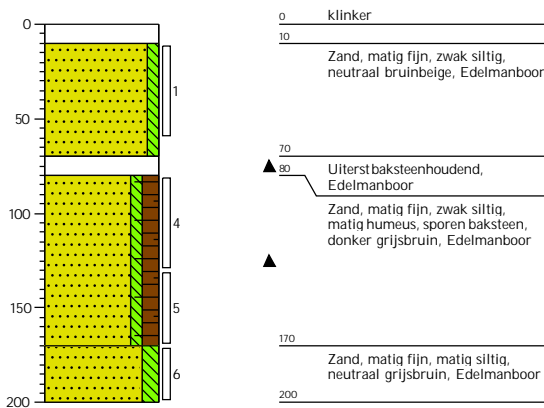 0
50
100
150
200
1
4
5
6
0 klinker
10
Zand, matig fijn, zwak siltig,
neutraal bruinbeige, Edelmanboor
70
80 Uiterst baksteenhoudend,
Edelmanboor
Zand, matig fijn, zwak siltig,
matig humeus, sporen baksteen,
donker grijsbruin, Edelmanboor
170
Zand, matig fijn, matig siltig,
neutraal grijsbruin, Edelmanboor
200